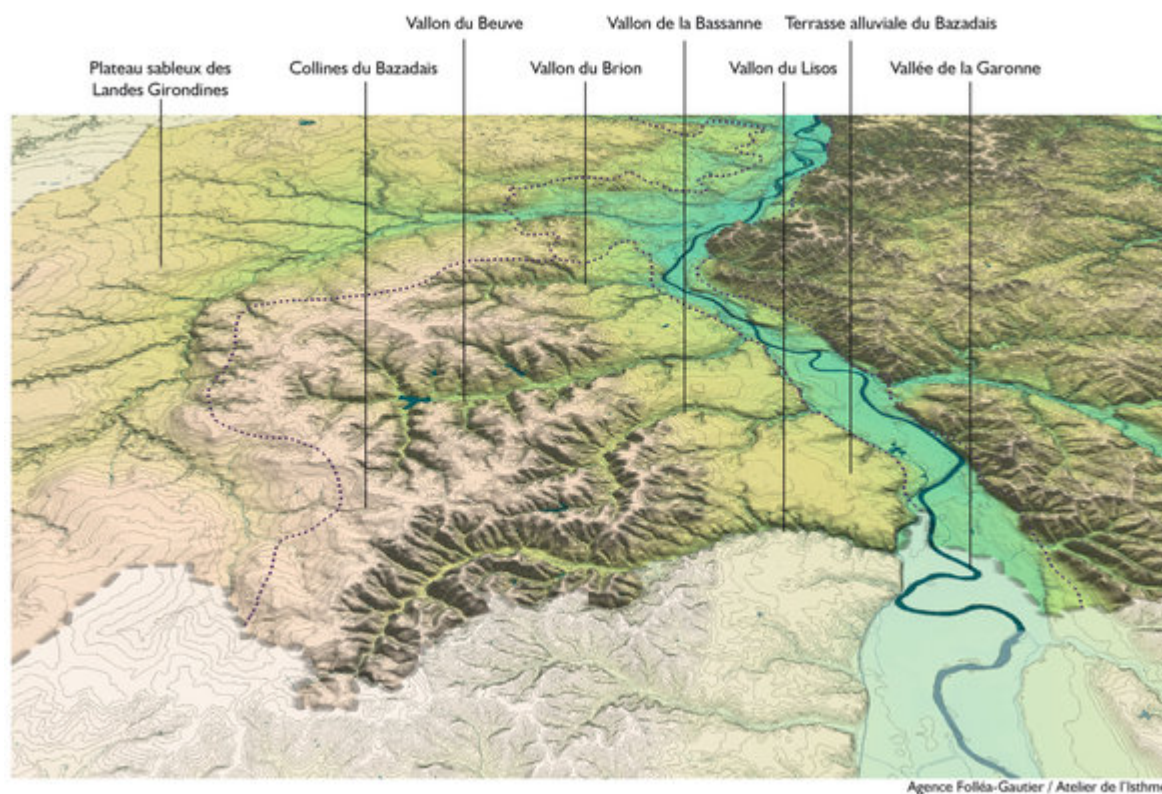 Vallon du Beuve
Vallon de la Bassanne
Terrasse alluviale du Bazadais
Plateau sableux des
Landes Girondines
Collines du Bazadais
Vallon du Brion
Vallon du Lisos
Vallée de la Garonne
Agence Folléa-Gautier / Atelier de l'Isthme